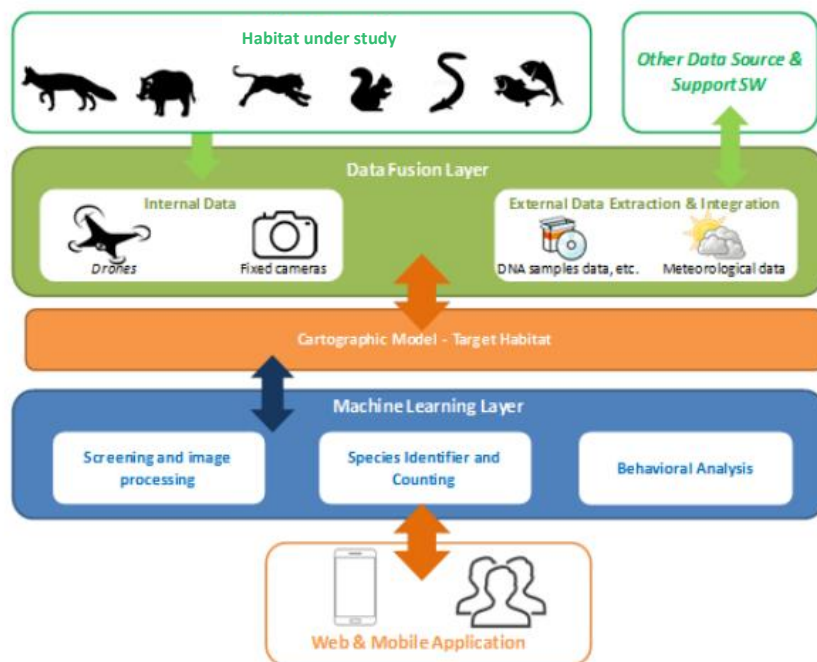 Habitat under study
Other Data Source &
Support SW
Data Fusion Layer
Internal Data
Drones
Fixed cameras
External Data Extraction & Integration
DNA samples data, etc.
Meteorological data
Cartographic Model - Target Habitat
Machine Learning Layer
Screening and image
processing
Species Identifier and
Counting
Behavioral Analysis
Web & Mobile Application